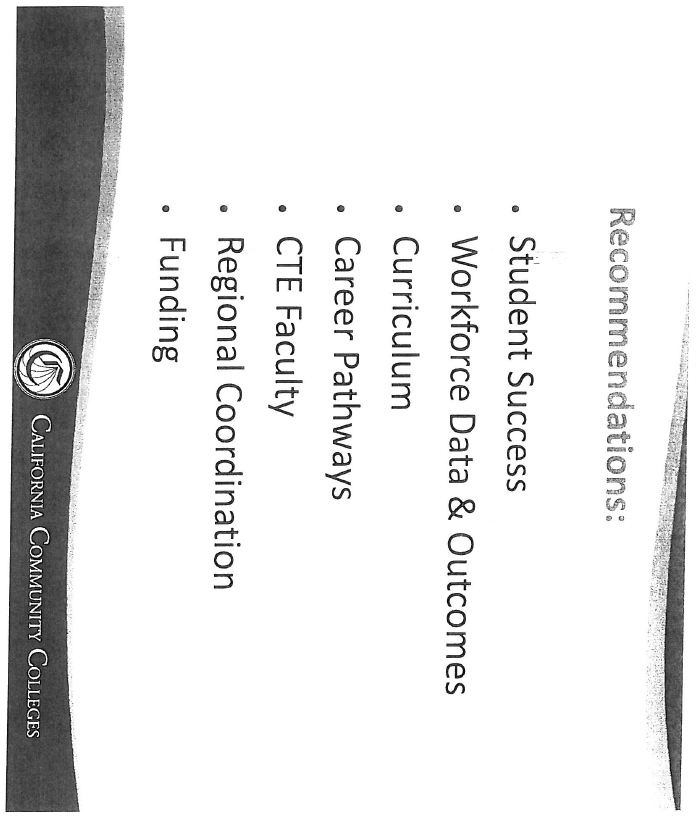 Recommendations:
• Student Success
• Workforce Data & Outcomes
• Curriculum
• Career Pathways
• CTE Faculty
• Regional Coordination
• Funding
CALIFORNIA COMMUNITY COLLEGES